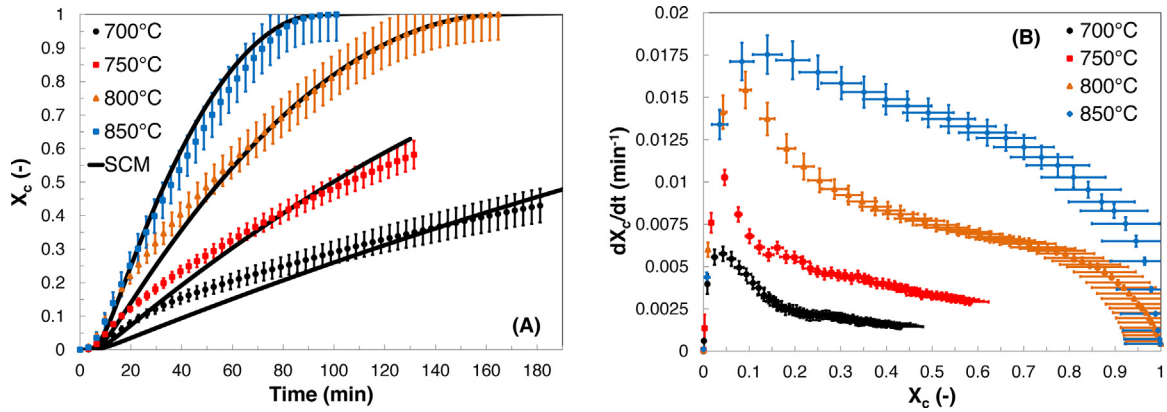 700°C
750°C
800°C
850°C
SCM
(A)
X_c (-)
1
0.9
0.8
0.7
0.6
0.5
0.4
0.3
0.2
0.1
0
0 20 40 60 80 100 120 140 160 180
Time (min)
(B)
700°C
750°C
800°C
850°C
dX_c/dt (min⁻¹)
0.02
0.0175
0.015
0.0125
0.01
0.0075
0.005
0.0025
0
0 0.1 0.2 0.3 0.4 0.5 0.6 0.7 0.8 0.9 1
X_c (-)